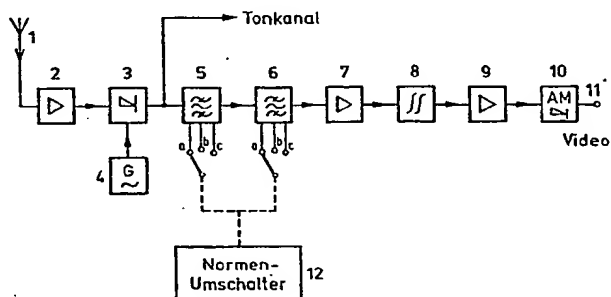 Tonkanal
1
2
3
5
6
7
8
9
10
11
AM
Video
a b c
a b c
4
G
Normen-
Umschalter
12